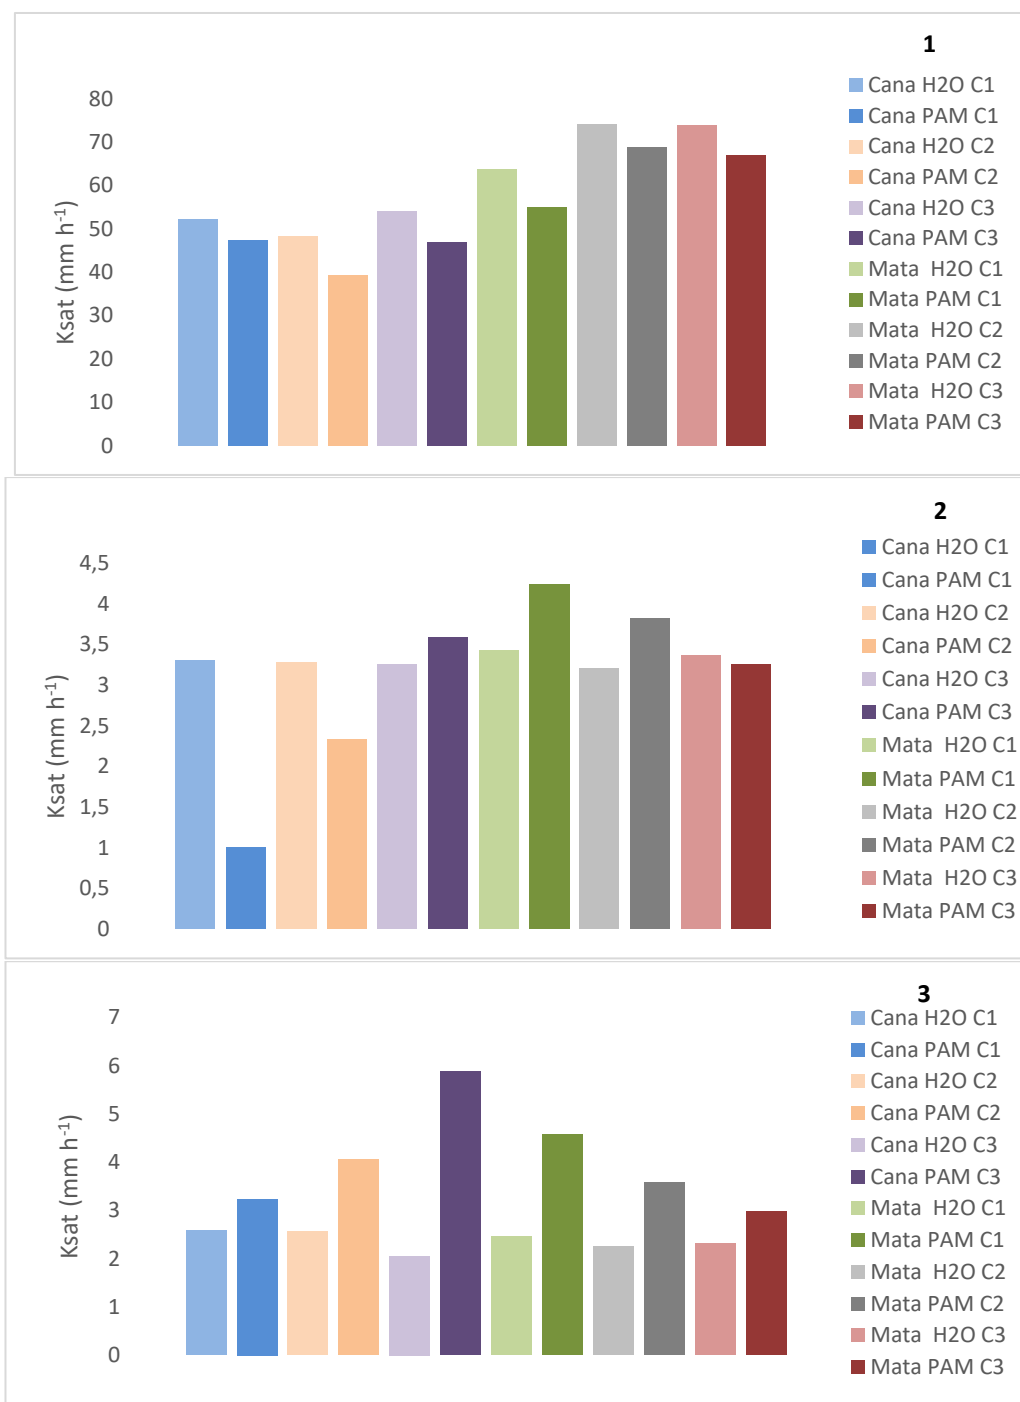 1
Ksat (mm h-1)
80
70
60
50
40
30
20
10
0
Cana H2O C1
Cana PAM C1
Cana H2O C2
Cana PAM C2
Cana H2O C3
Cana PAM C3
Mata  H2O C1
Mata PAM C1
Mata  H2O C2
Mata PAM C2
Mata  H2O C3
Mata PAM C3
2
Ksat (mm h-1)
4,5
4
3,5
3
2,5
2
1,5
1
0,5
0
Cana H2O C1
Cana PAM C1
Cana H2O C2
Cana PAM C2
Cana H2O C3
Cana PAM C3
Mata  H2O C1
Mata PAM C1
Mata  H2O C2
Mata PAM C2
Mata  H2O C3
Mata PAM C3
3
Ksat (mm h-1)
7
6
5
4
3
2
1
0
Cana H2O C1
Cana PAM C1
Cana H2O C2
Cana PAM C2
Cana H2O C3
Cana PAM C3
Mata  H2O C1
Mata PAM C1
Mata  H2O C2
Mata PAM C2
Mata  H2O C3
Mata PAM C3